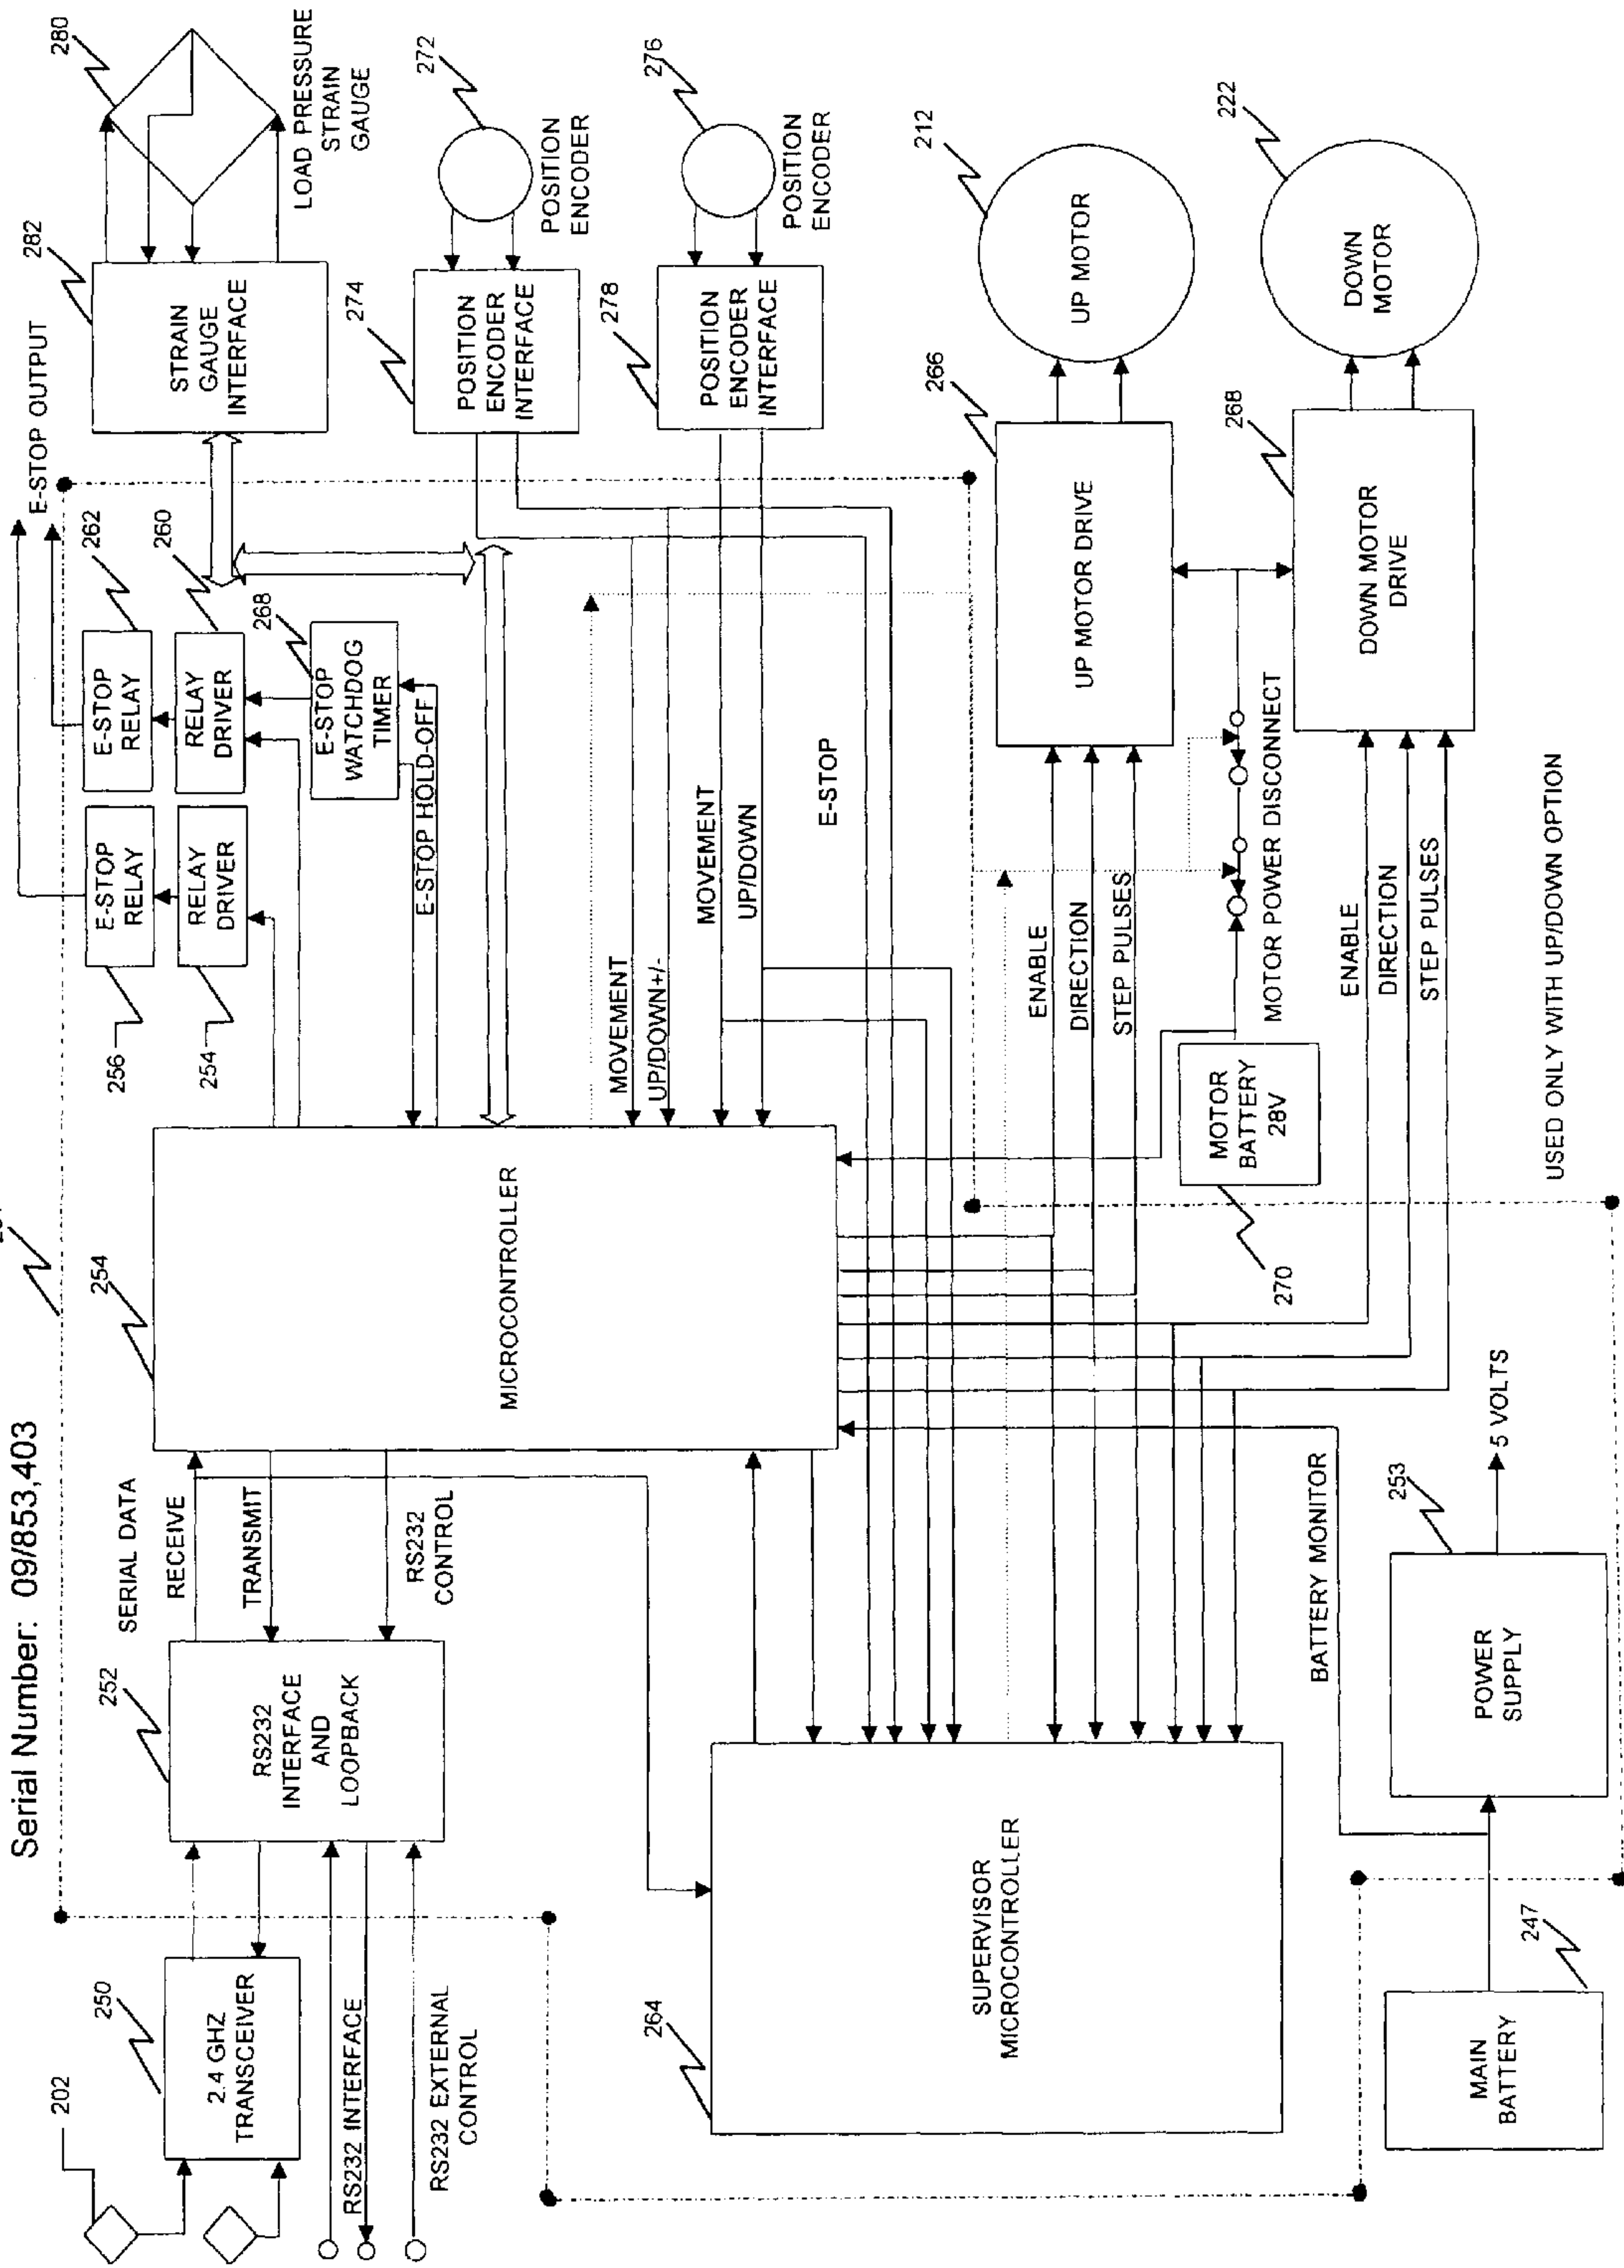 Serial Number: 09/853,403
202
250
2.4 GHZ
TRANSCEIVER
RS232 INTERFACE
RS232 EXTERNAL
CONTROL
252
RS232
INTERFACE
AND
LOOPBACK
SERIAL DATA
RECEIVE
TRANSMIT
RS232
CONTROL
254
MICROCONTROLLER
256
E-STOP
RELAY
254
RELAY
DRIVER
E-STOP OUTPUT
262
E-STOP
RELAY
260
RELAY
DRIVER
268
E-STOP
WATCHDOG
TIMER
E-STOP HOLD-OFF
282
STRAIN
GAUGE
INTERFACE
280
LOAD PRESSURE
STRAIN
GAUGE
274
POSITION
ENCODER
INTERFACE
272
POSITION
ENCODER
278
POSITION
ENCODER
INTERFACE
276
POSITION
ENCODER
MOVEMENT
UP/DOWN+/-
MOVEMENT
UP/DOWN
E-STOP
264
SUPERVISOR
MICROCONTROLLER
ENABLE
DIRECTION
STEP PULSES
266
UP MOTOR DRIVE
212
UP MOTOR
MOTOR
BATTERY
28V
270
MOTOR POWER DISCONNECT
268
DOWN MOTOR
DRIVE
222
DOWN
MOTOR
ENABLE
DIRECTION
STEP PULSES
BATTERY MONITOR
247
MAIN
BATTERY
253
POWER
SUPPLY
5 VOLTS
USED ONLY WITH UP/DOWN OPTION